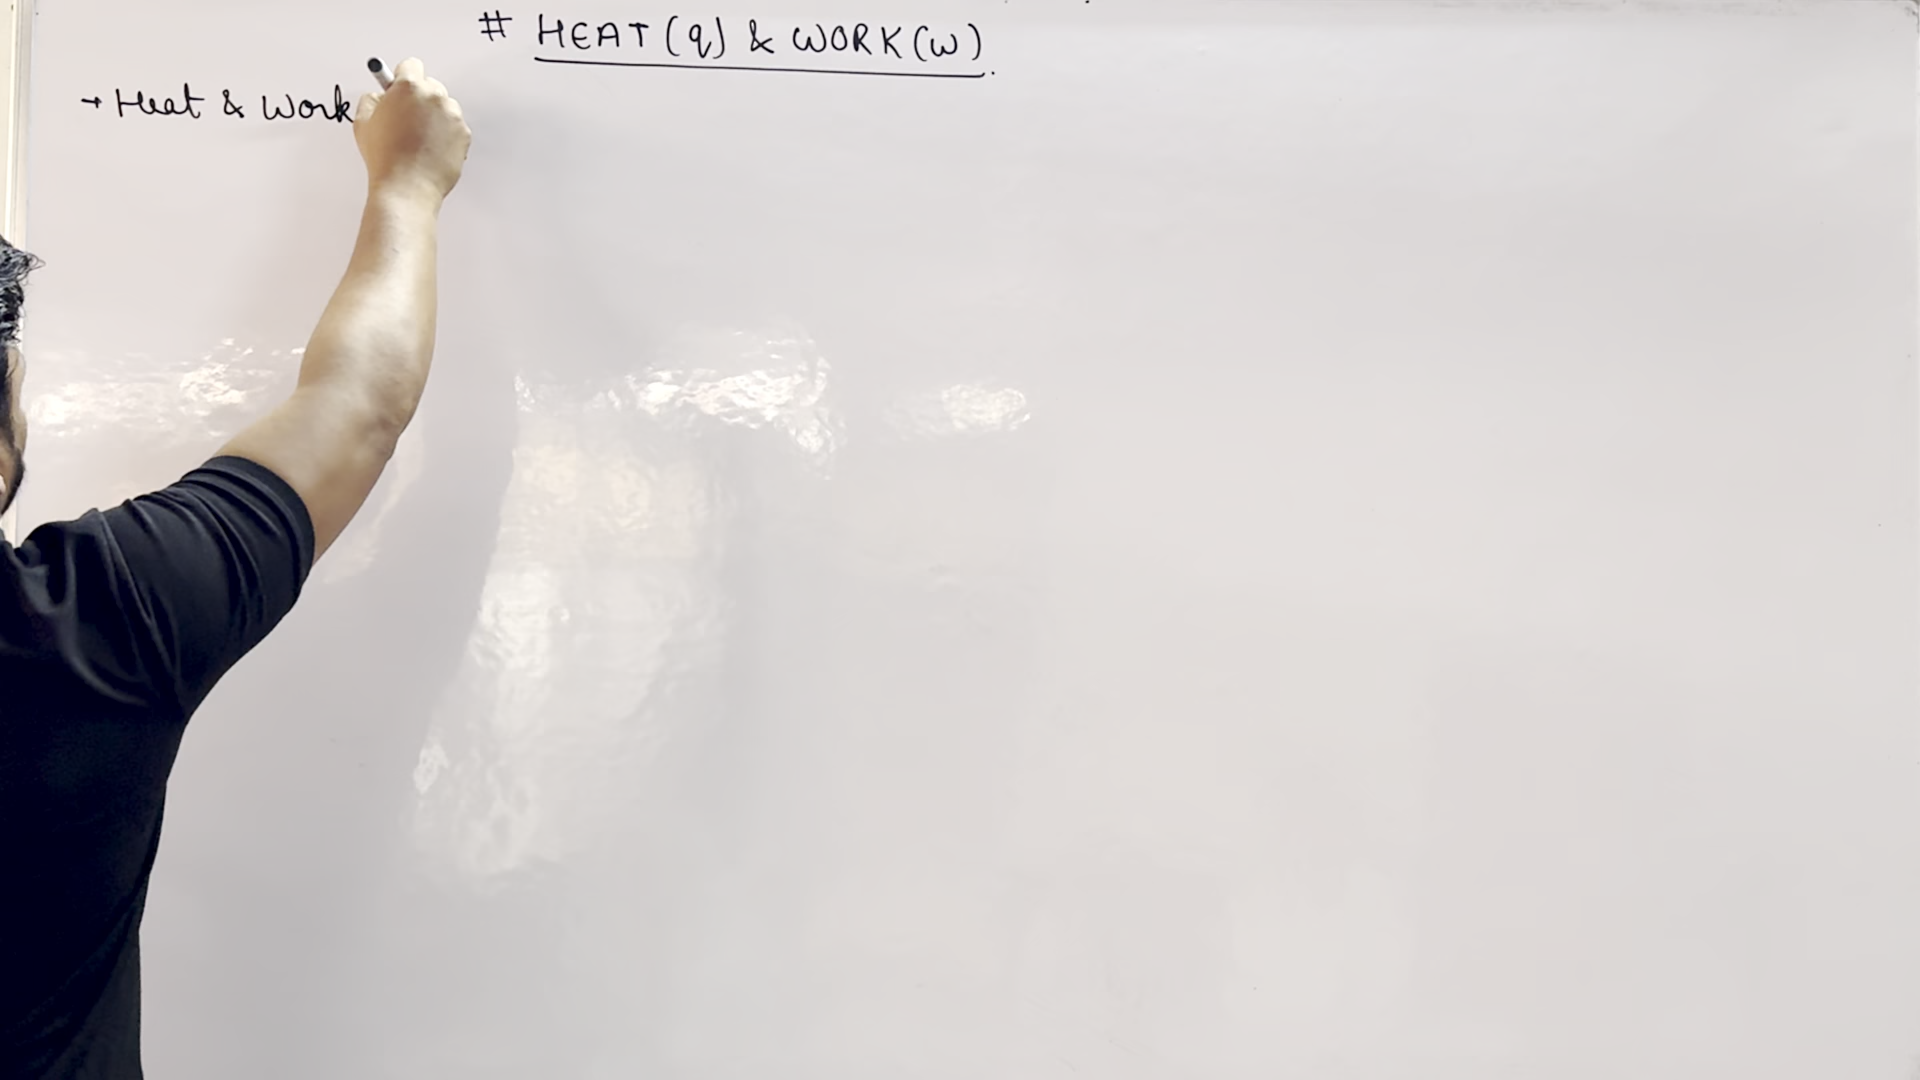 # HEAT (q) & WORK (w).
→ Heat & Work